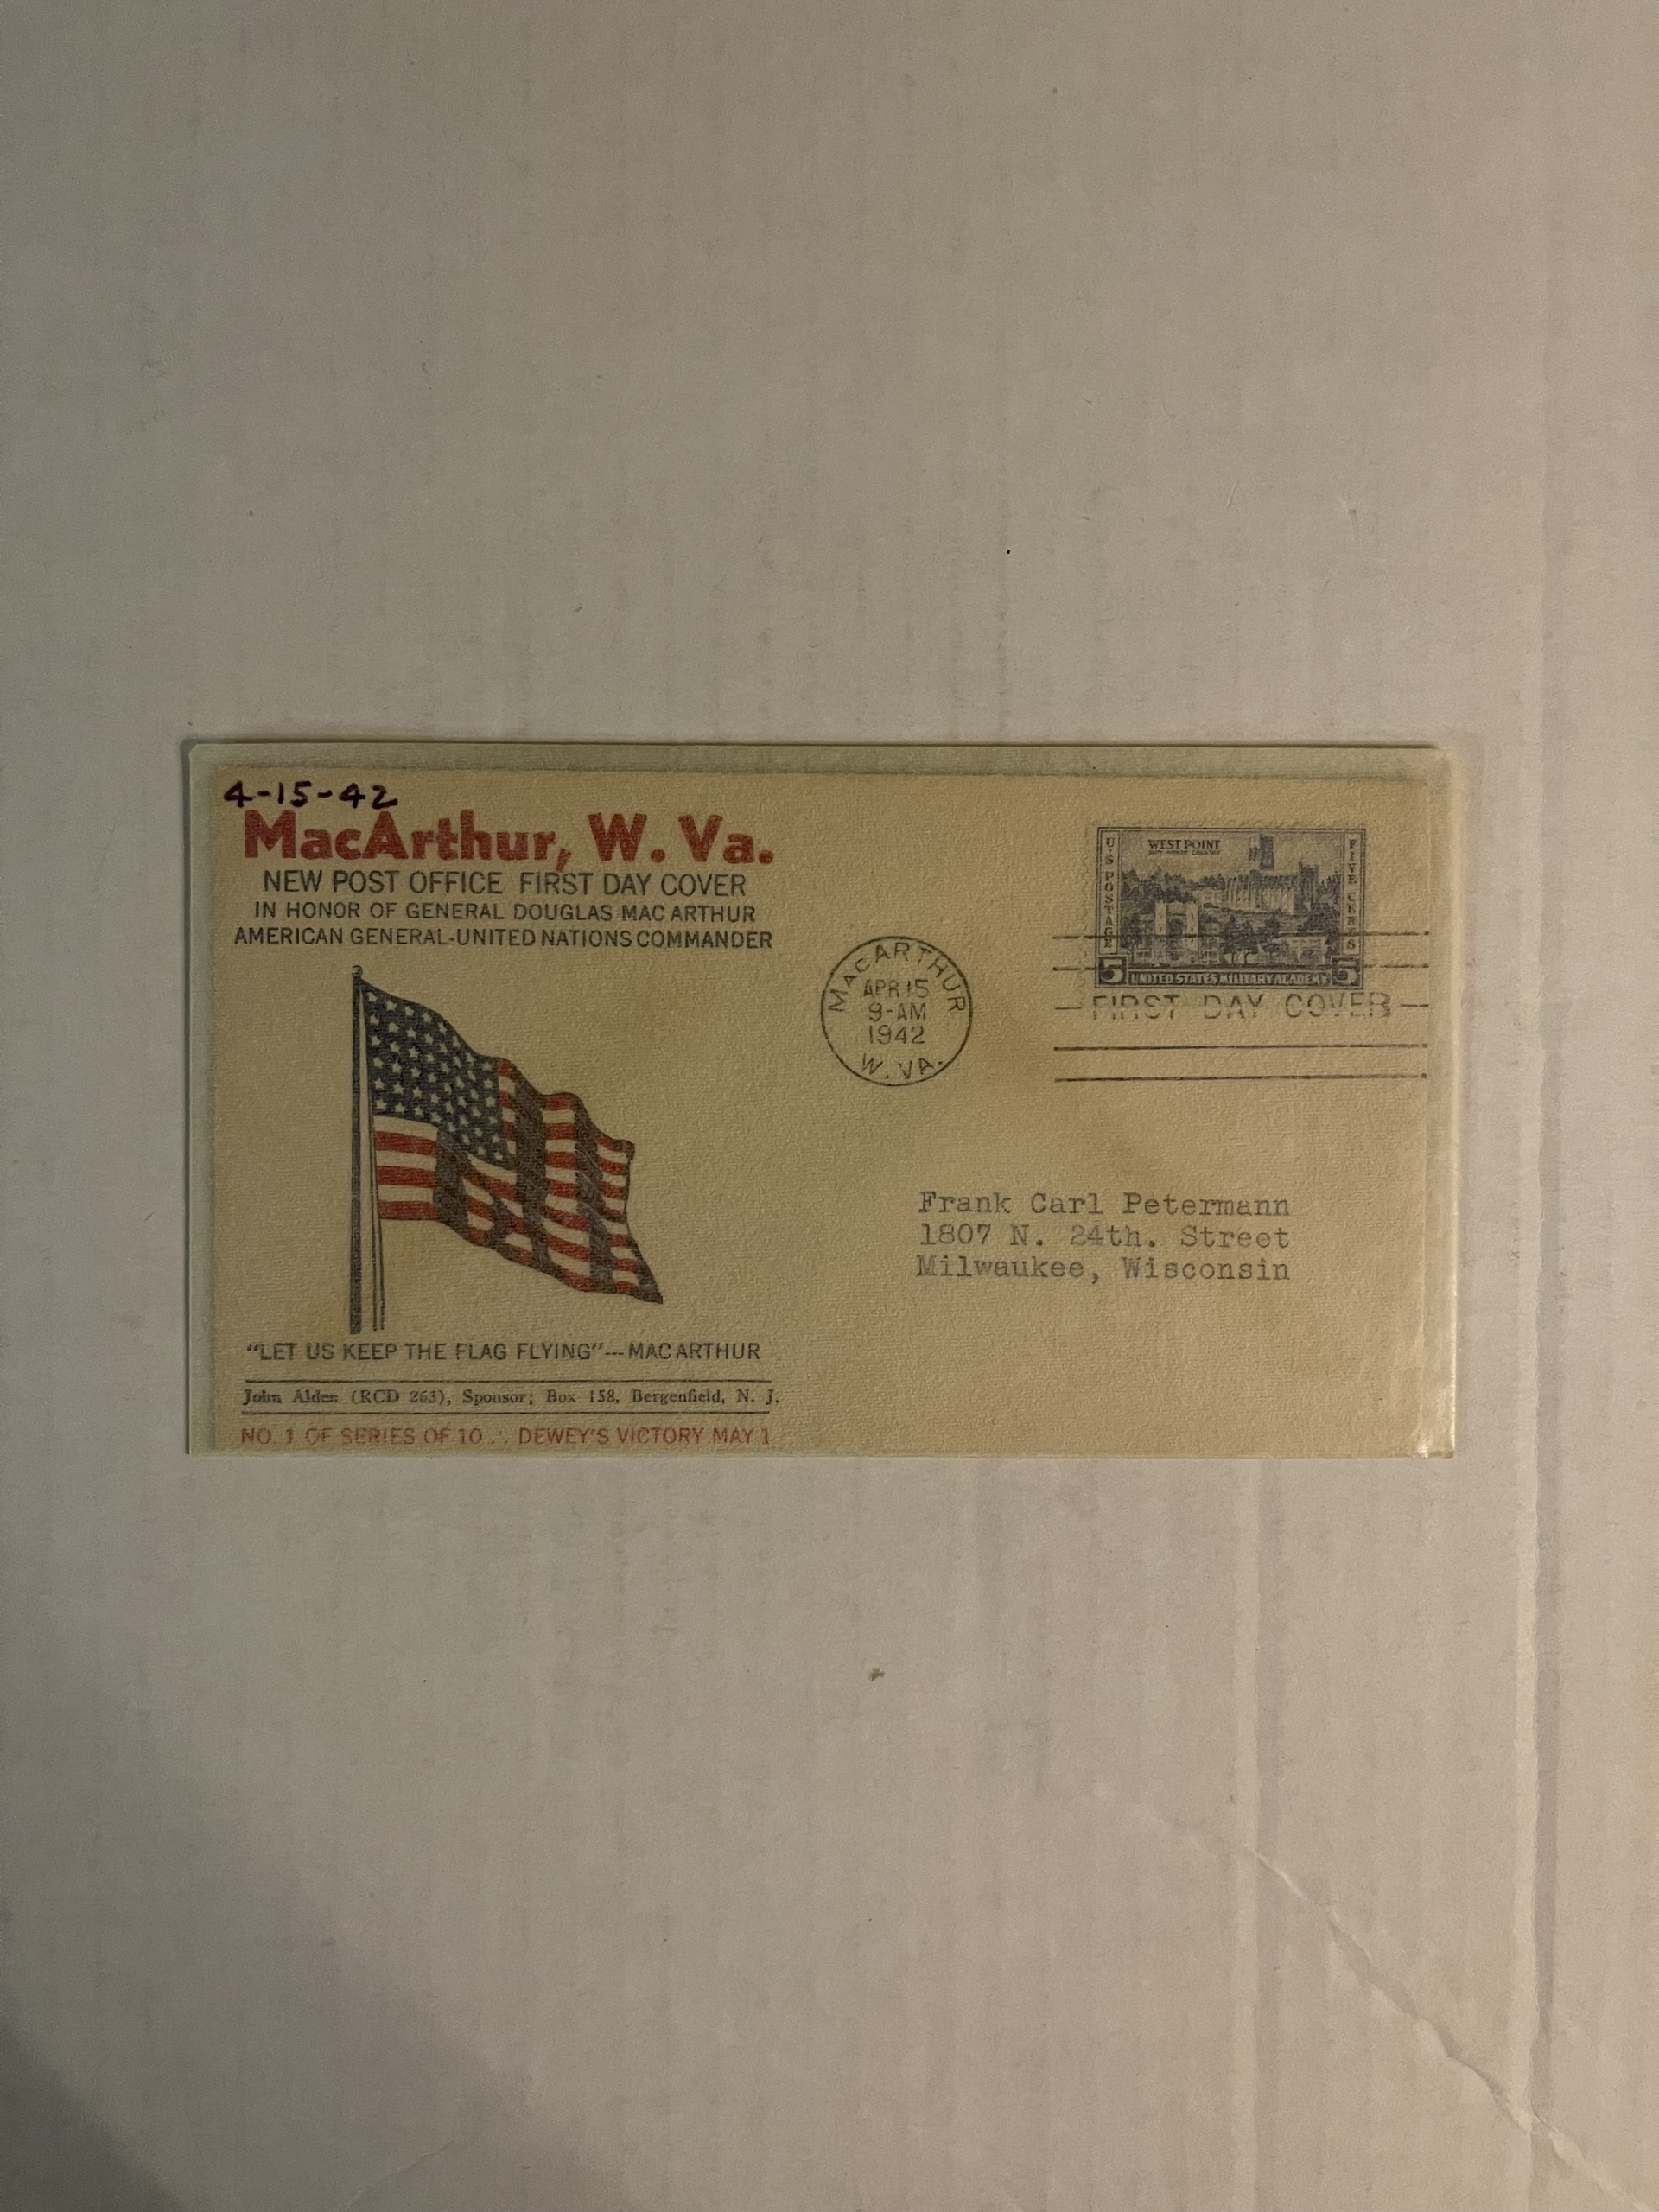 4-15-42
MacArthur, W. Va.
NEW POST OFFICE FIRST DAY COVER
IN HONOR OF GENERAL DOUGLAS MAC ARTHUR
AMERICAN GENERAL-UNITED NATIONS COMMANDER
"LET US KEEP THE FLAG FLYING"---MAC ARTHUR
John Alden (RCD 263), Sponsor; Box 158, Bergenfield, N. J.
NO. 1 OF SERIES OF 10 .·. DEWEY'S VICTORY MAY 1
MACARTHUR
APR 15
9-AM
1942
W. VA.
U.S. POSTAGE
WEST POINT
FIVE CENTS
5 UNITED STATES MILITARY ACADEMY 5
FIRST DAY COVER
Frank Carl Petermann
1807 N. 24th. Street
Milwaukee, Wisconsin